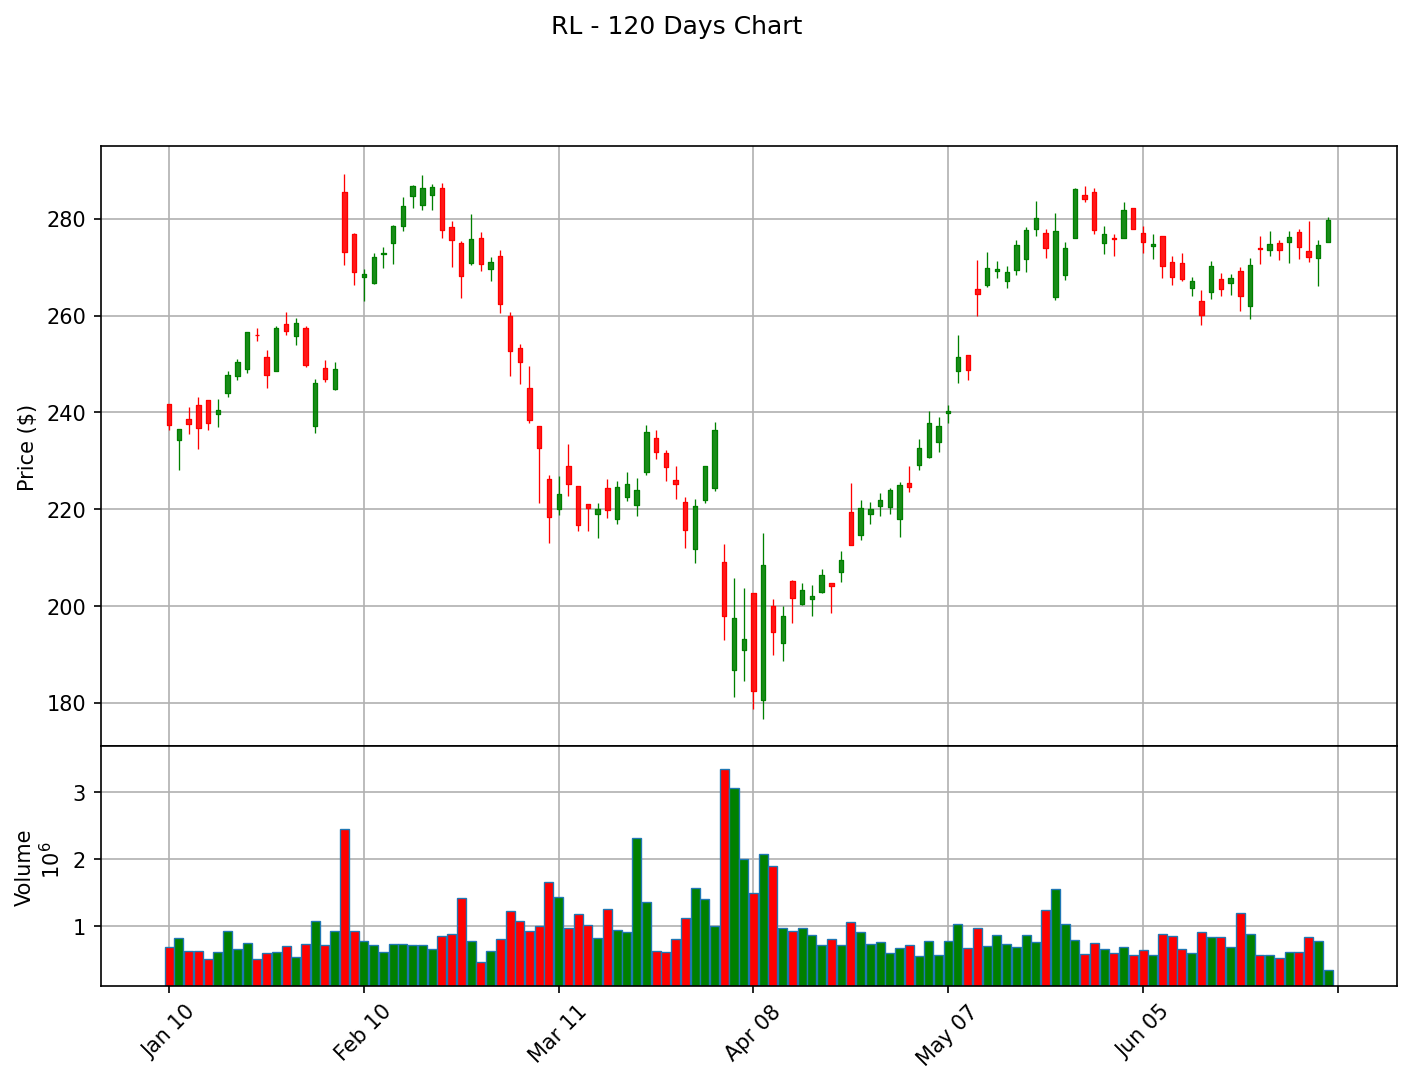 RL - 120 Days Chart
Price ($)
280
260
240
220
200
180
Volume
10^6
3
2
1
Jan 10
Feb 10
Mar 11
Apr 08
May 07
Jun 05